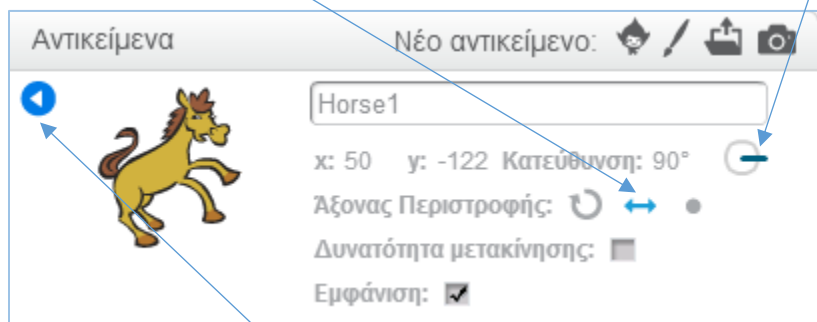 Αντικείμενα Νέο αντικείμενο:
Horse1
x: 50 y: -122 Κατεύθυνση: 90°
Άξονας Περιστροφής:
Δυνατότητα μετακίνησης:
Εμφάνιση: